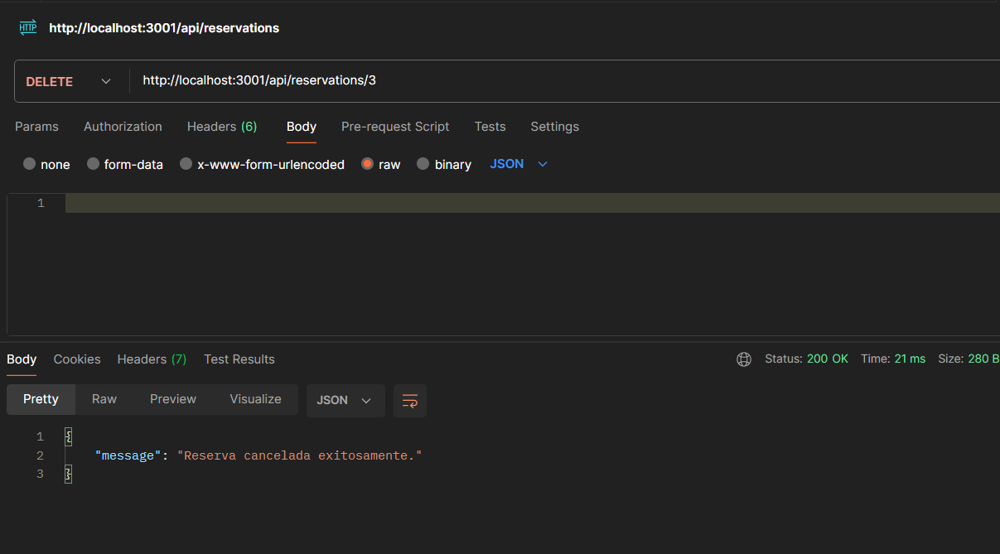 HTTP http://localhost:3001/api/reservations
DELETE http://localhost:3001/api/reservations/3
Params Authorization Headers (6) Body Pre-request Script Tests Settings
none form-data x-www-form-urlencoded raw binary JSON
1
Body Cookies Headers (7) Test Results Status: 200 OK Time: 21 ms Size: 280 B
Pretty Raw Preview Visualize JSON
1 {
2 "message": "Reserva cancelada exitosamente."
3 }